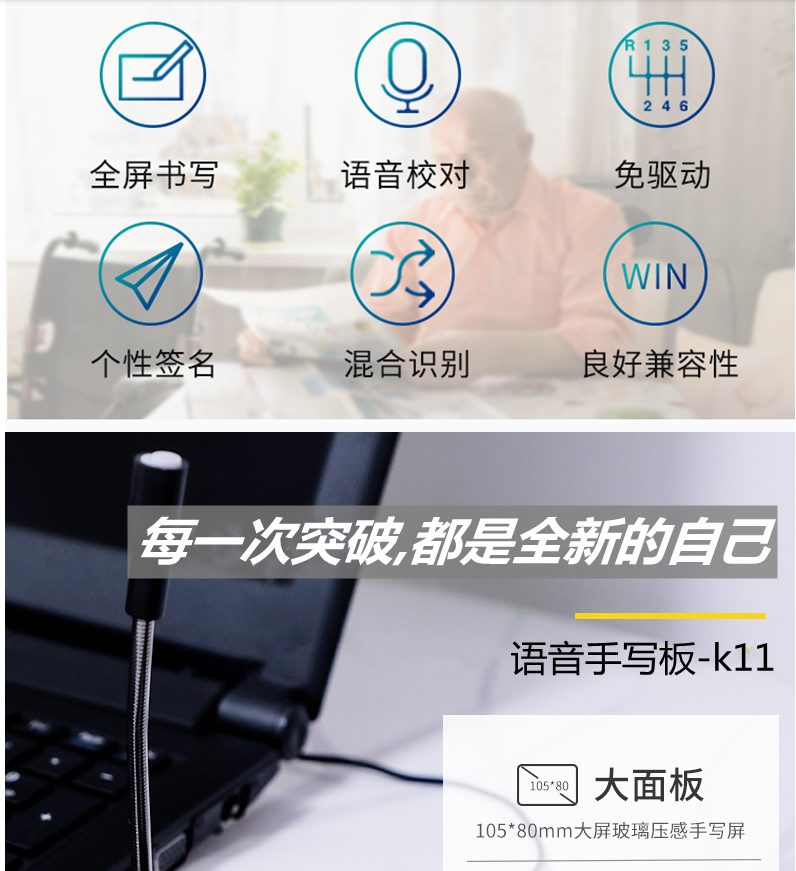 R 1 3 5
2 4 6
全屏书写
语音校对
免驱动
WIN
个性签名
混合识别
良好兼容性
每一次突破,都是全新的自己
语音手写板-k11
105*80
大面板
105*80mm大屏玻璃压感手写屏